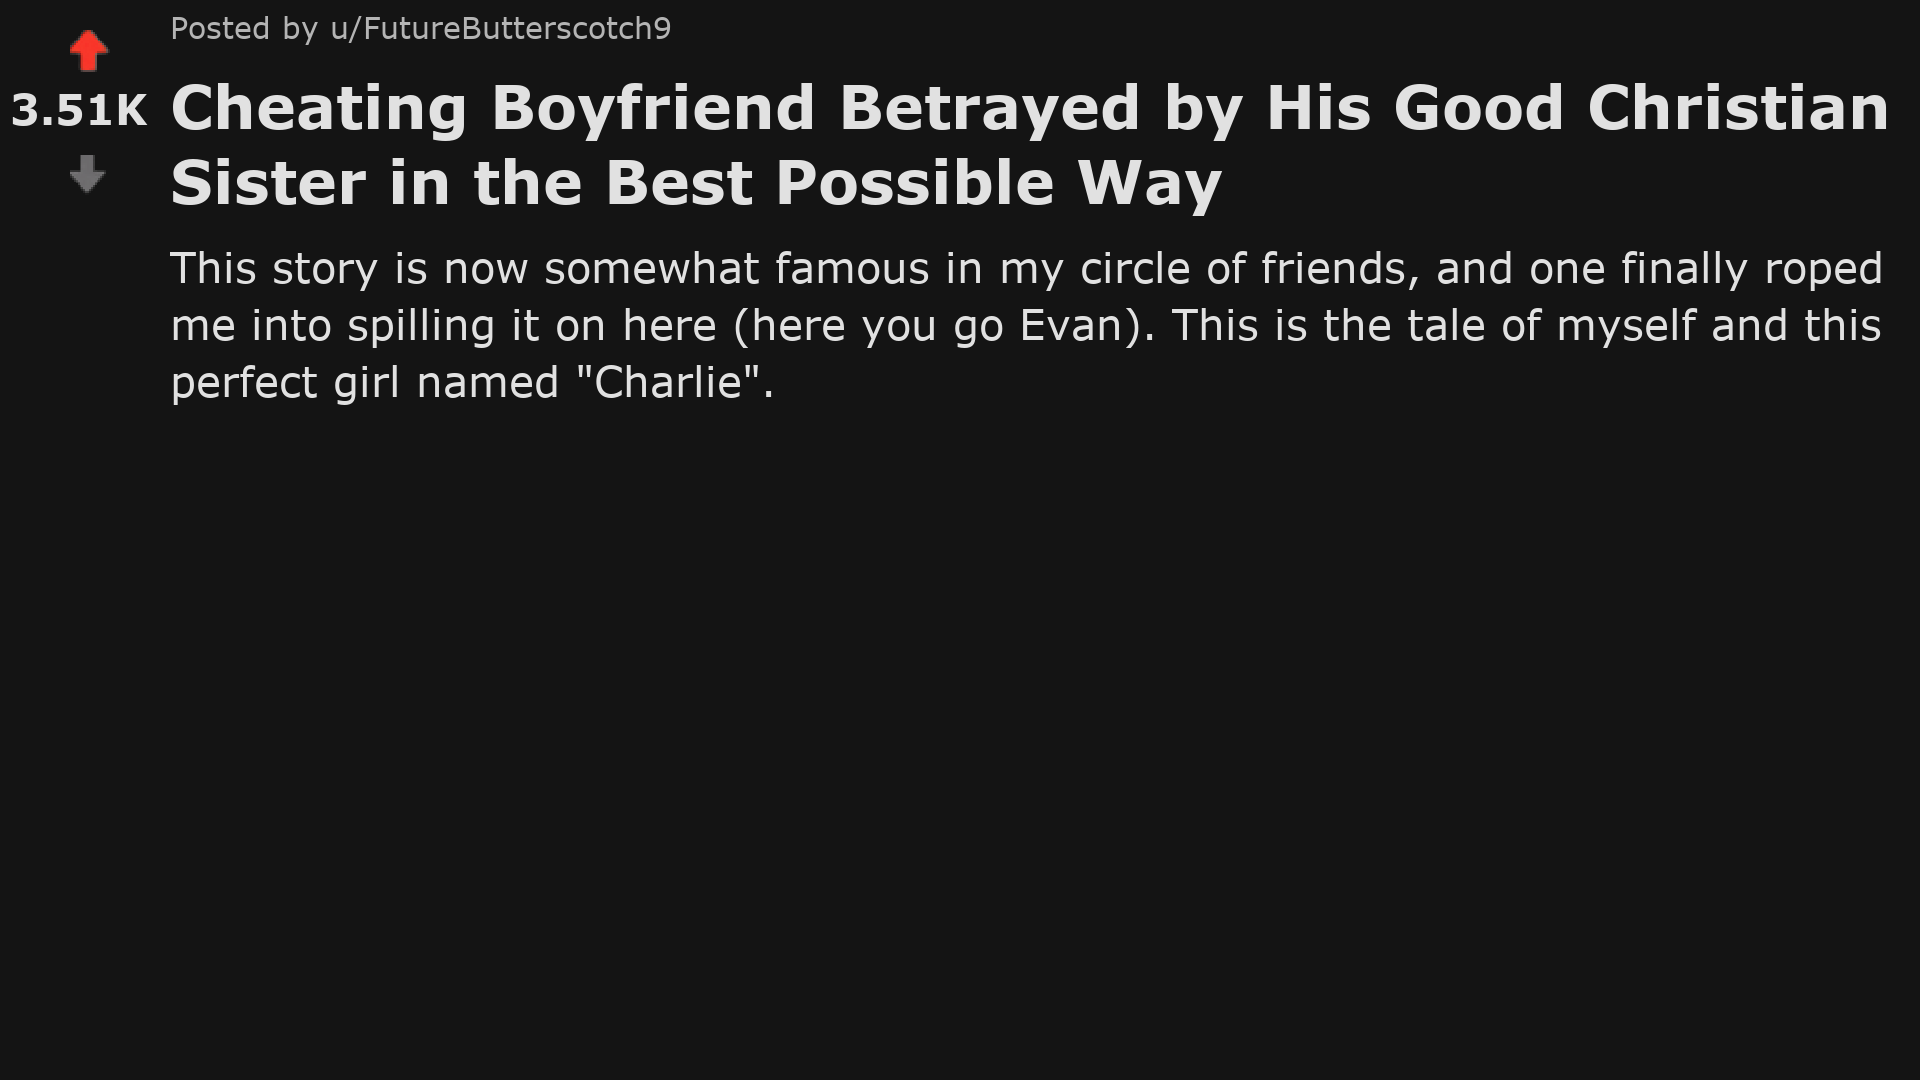 Posted by u/FutureButterscotch9
3.51K
Cheating Boyfriend Betrayed by His Good Christian
Sister in the Best Possible Way
This story is now somewhat famous in my circle of friends, and one finally roped
me into spilling it on here (here you go Evan). This is the tale of myself and this
perfect girl named "Charlie".